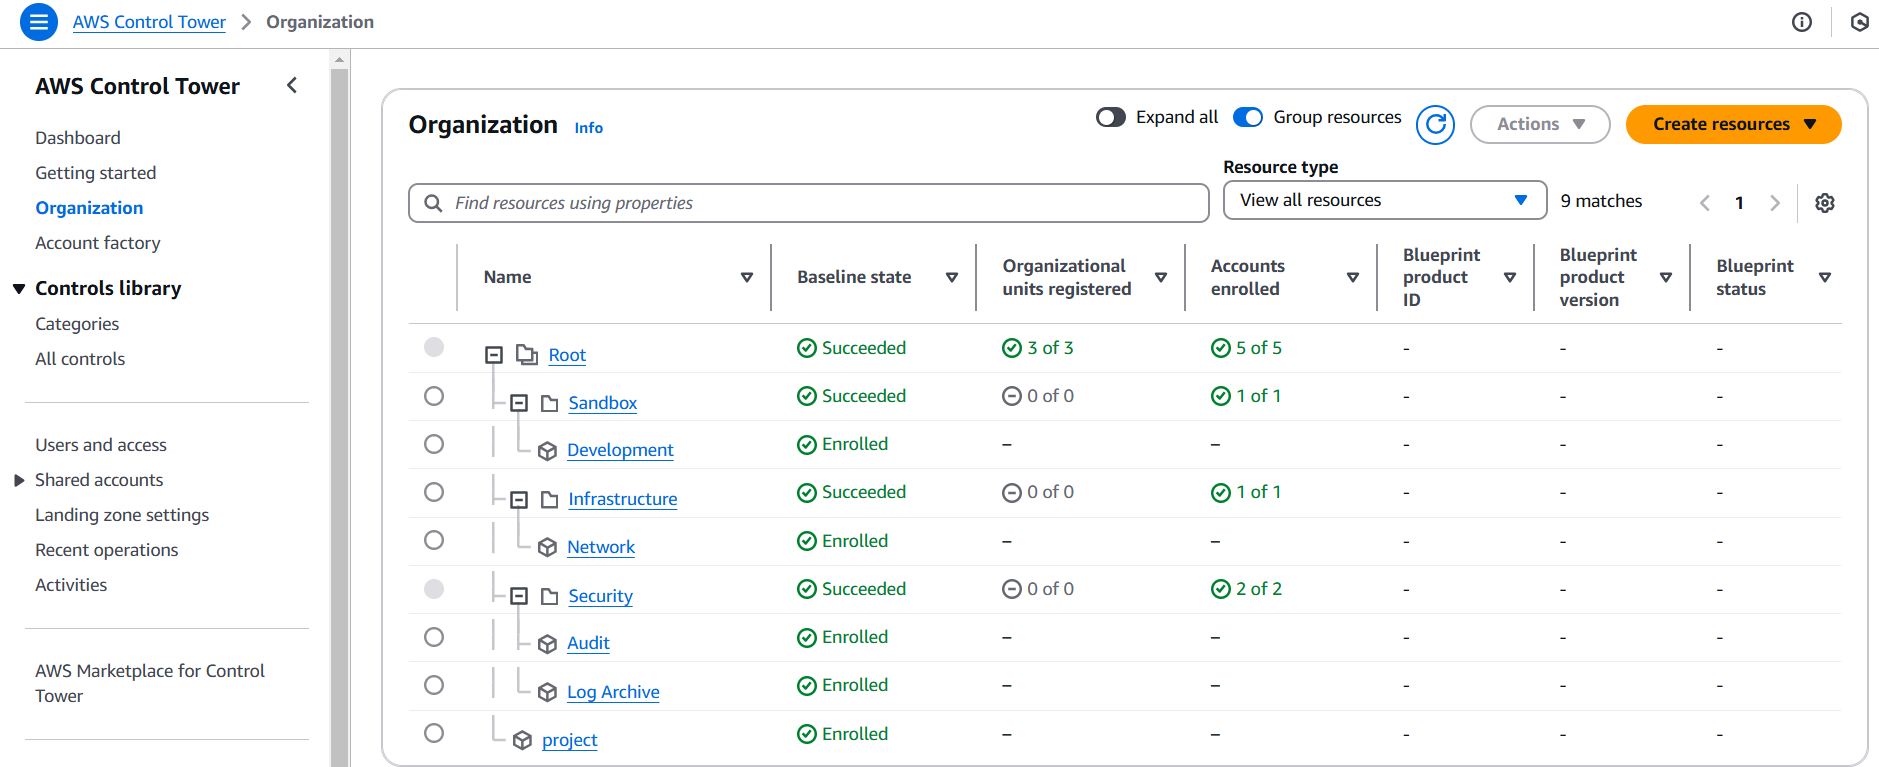 AWS Control Tower > Organization
AWS Control Tower
Dashboard
Getting started
Organization
Account factory
Controls library
Categories
All controls
Users and access
Shared accounts
Landing zone settings
Recent operations
Activities
AWS Marketplace for Control
Tower
Organization Info
Expand all Group resources Actions Create resources
Find resources using properties
Resource type
View all resources
9 matches
1
Name Baseline state Organizational units registered Accounts enrolled Blueprint product ID Blueprint product version Blueprint status
Root Succeeded 3 of 3 5 of 5 - - -
Sandbox Succeeded 0 of 0 1 of 1 - - -
Development Enrolled – – - - -
Infrastructure Succeeded 0 of 0 1 of 1 - - -
Network Enrolled – – - - -
Security Succeeded 0 of 0 2 of 2 - - -
Audit Enrolled – – - - -
Log Archive Enrolled – – - - -
project Enrolled – – - - -